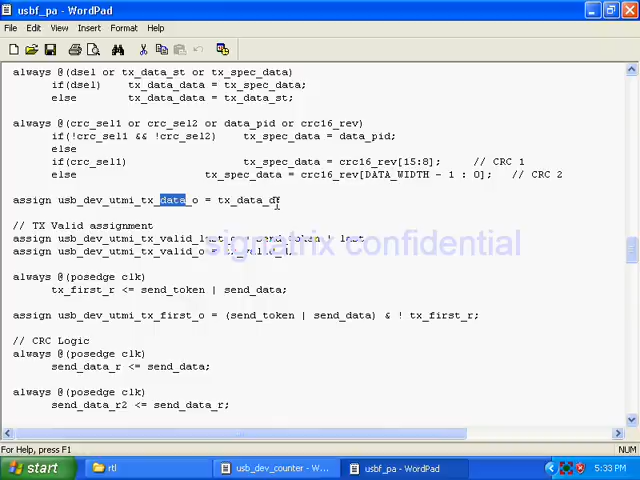 usbf_pa - WordPad
File Edit View Insert Format Help
always @(dsel or tx_data_st or tx_spec_data)
if(dsel) tx_data_data = tx_spec_data;
else tx_data_data = tx_data_st;
always @(crc_sel1 or crc_sel2 or data_pid or crc16_rev)
if(!crc_sel1 && !crc_sel2) tx_spec_data = data_pid;
else
if(crc_sel1) tx_spec_data = crc16_rev[15:8]; // CRC 1
else tx_spec_data = crc16_rev[DATA_WIDTH - 1 : 0]; // CRC 2
assign usb_dev_utmi_tx_data_o = tx_data_d
// TX Valid assignment
assign usb_dev_utmi_tx_valid_last_o = send_token | last
signatrix confidential
assign usb_dev_utmi_tx_valid_o = tx_valid_d;
always @(posedge clk)
tx_first_r <= send_token | send_data;
assign usb_dev_utmi_tx_first_o = (send_token | send_data) & ! tx_first_r;
// CRC Logic
always @(posedge clk)
send_data_r <= send_data;
always @(posedge clk)
send_data_r2 <= send_data_r;
For Help, press F1
NUM
start
rtl
usb_dev_counter - W...
usbf_pa - WordPad
5:33 PM